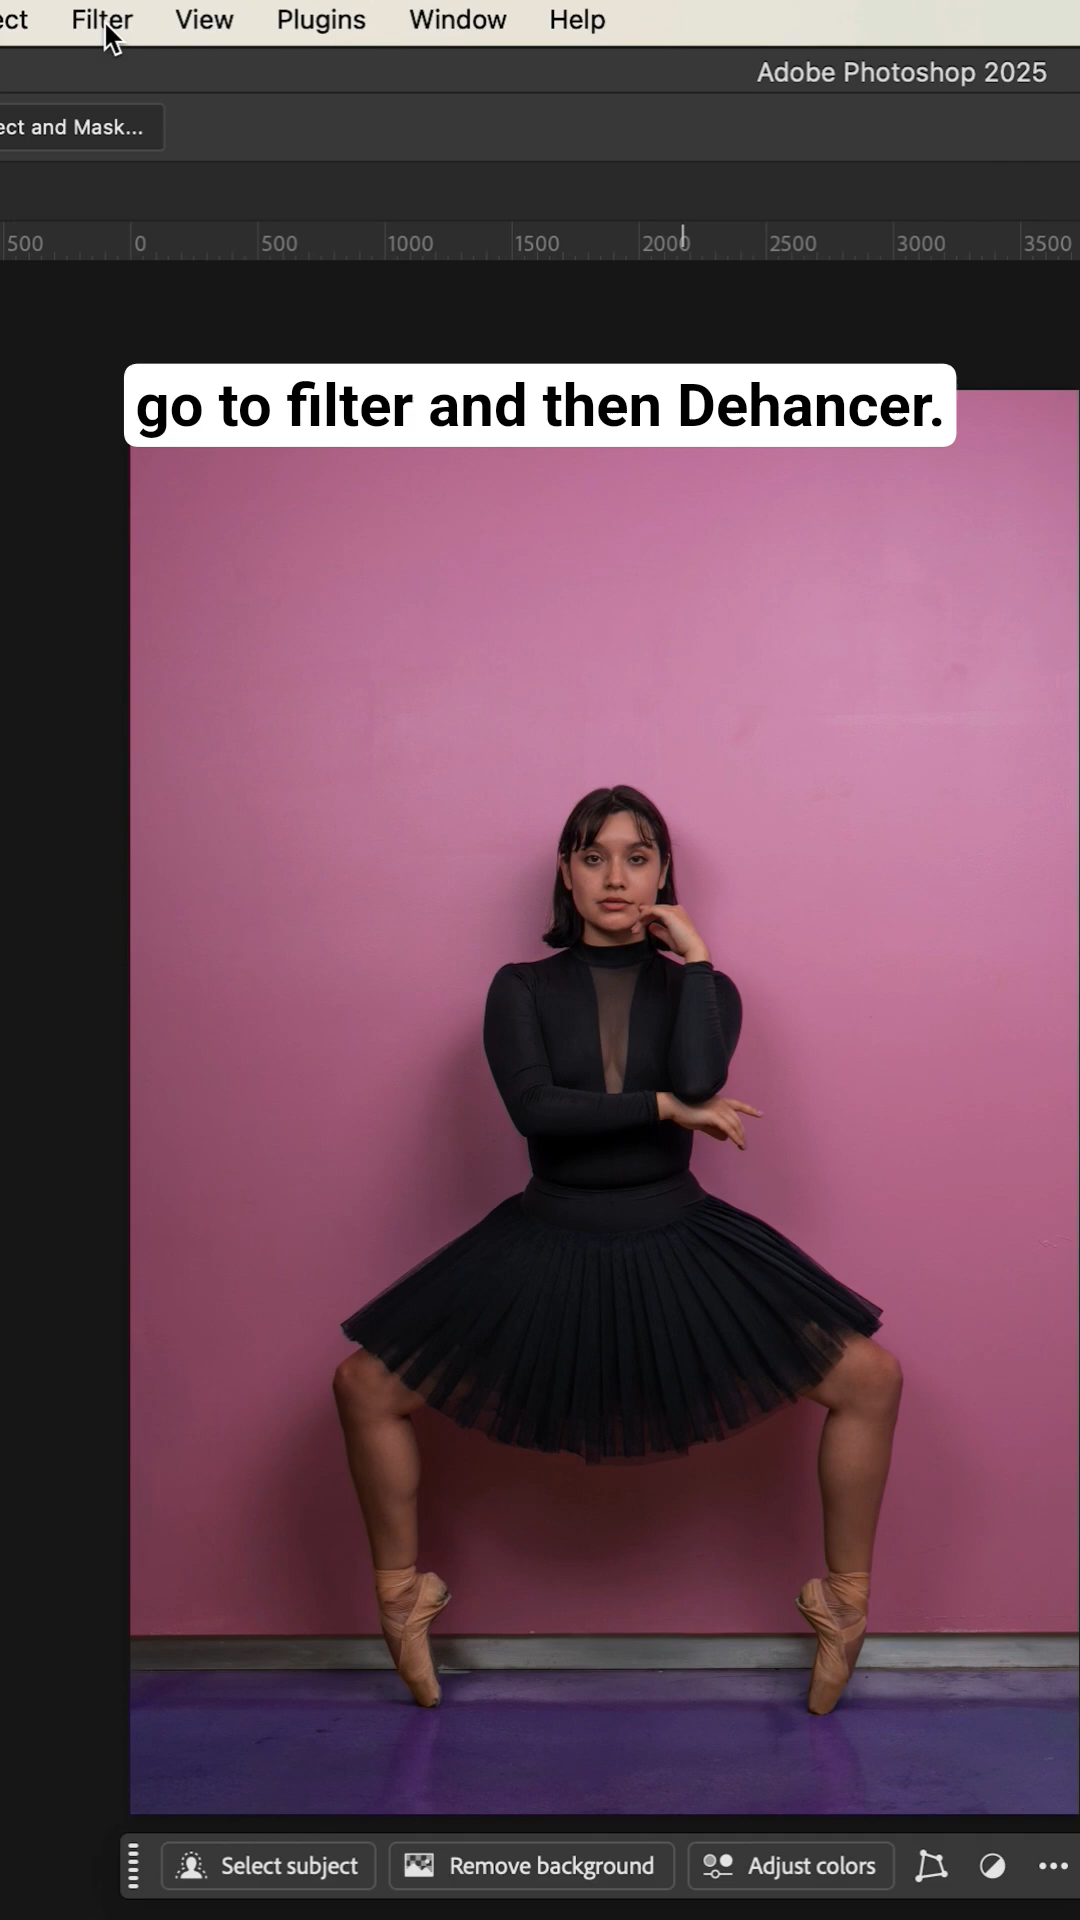 ect Filter View Plugins Window Help
Adobe Photoshop 2025
ect and Mask...
500 0 500 1000 1500 2000 2500 3000 3500
go to filter and then Dehancer.
Select subject Remove background Adjust colors